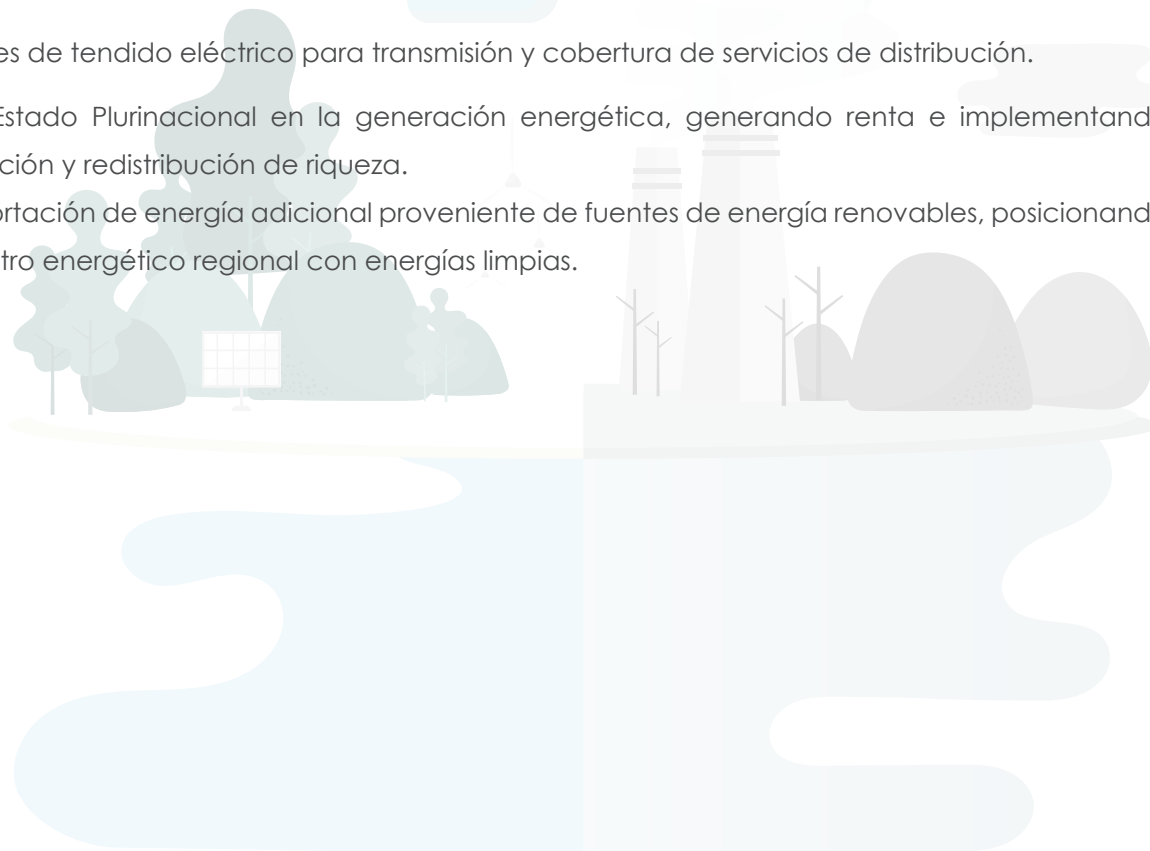 es de tendido eléctrico para transmisión y cobertura de servicios de distribución.
Estado Plurinacional en la generación energética, generando renta e implementand
ción y redistribución de riqueza.
ortación de energía adicional proveniente de fuentes de energía renovables, posicionand
tro energético regional con energías limpias.